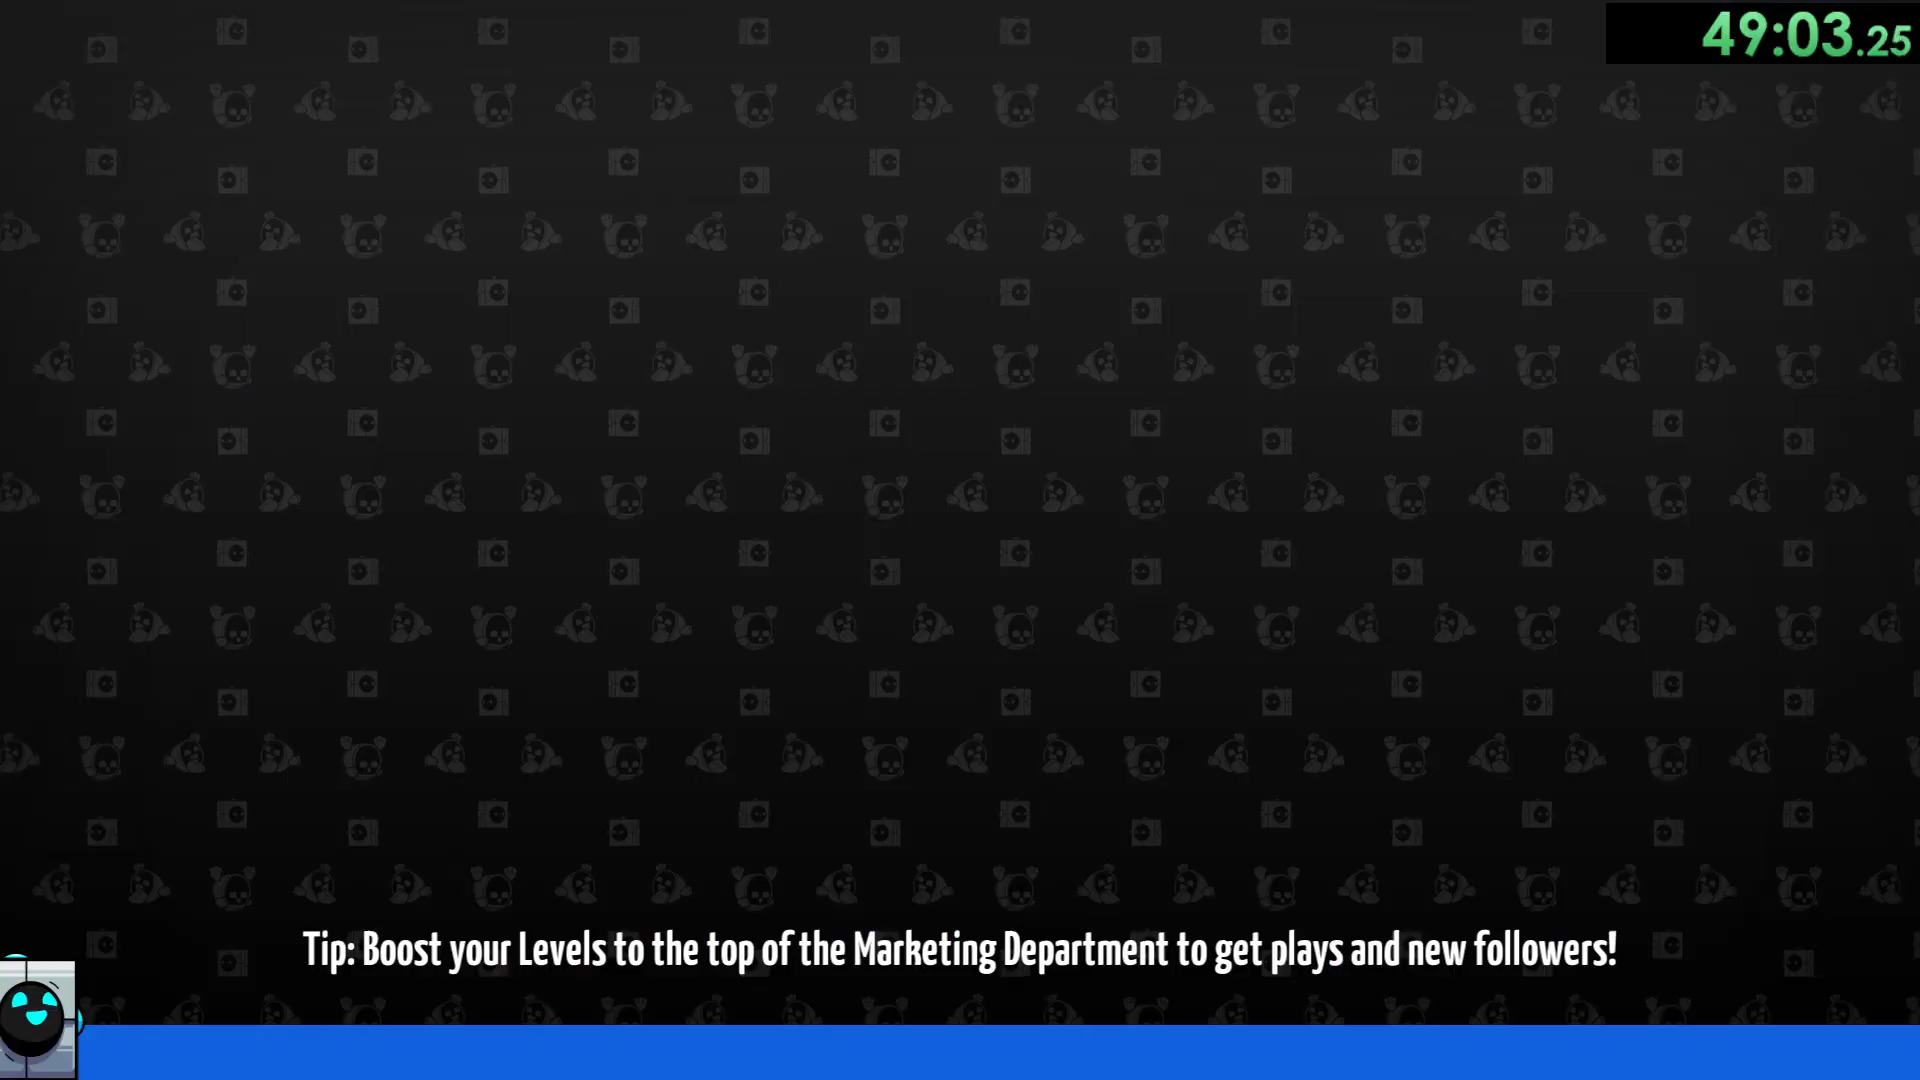 49:03.25
Tip: Boost your Levels to the top of the Marketing Department to get plays and new followers!